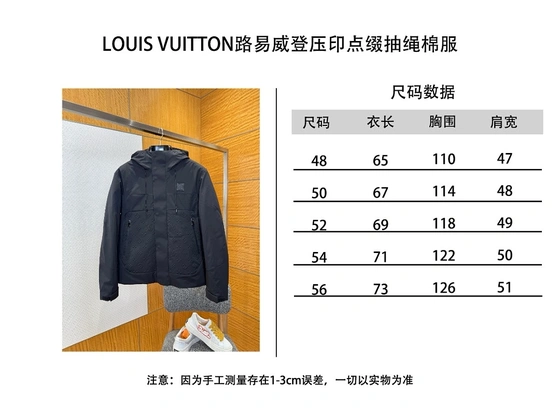 LOUIS VUITTON路易威登压印点缀抽绳棉服
尺码数据
尺码 衣长 胸围 肩宽
48 65 110 47
50 67 114 48
52 69 118 49
54 71 122 50
56 73 126 51
注意：因为手工测量存在1-3cm误差，一切以实物为准